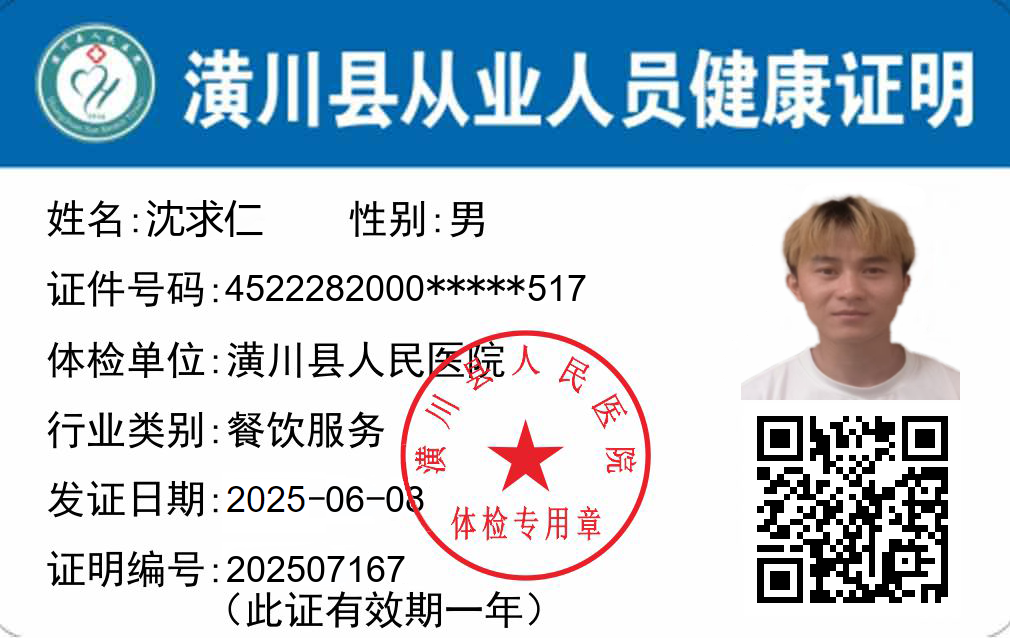 潢川县从业人员健康证明
姓名:沈求仁 性别:男
证件号码:4522282000*****517
体检单位:潢川县人民医院
行业类别:餐饮服务
发证日期:2025-06-08
证明编号:202507167
（此证有效期一年）
潢川县人民医院
体检专用章